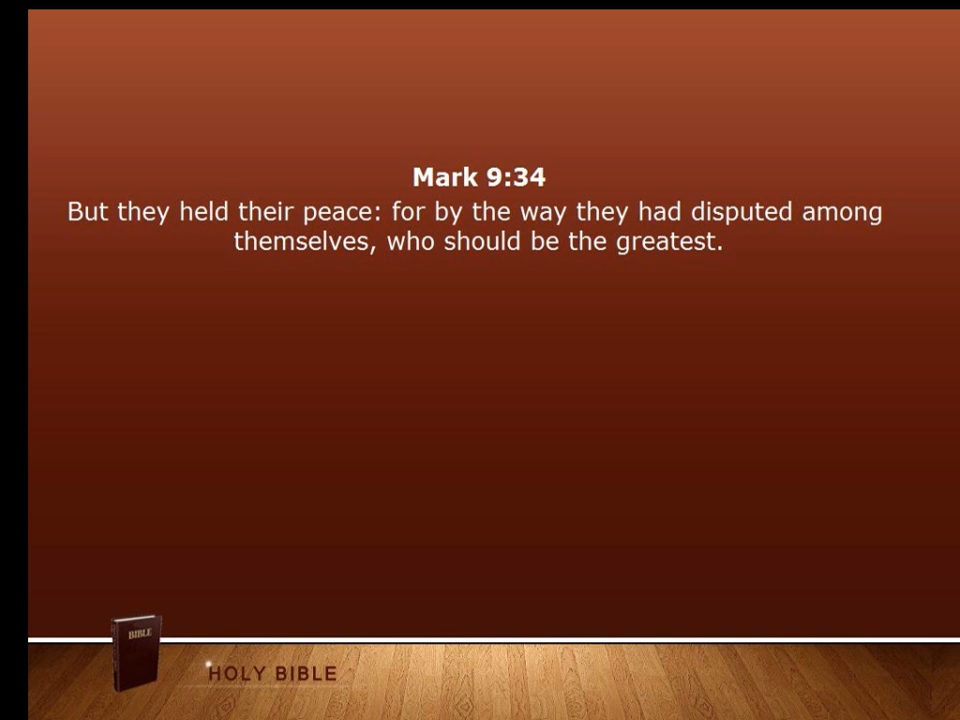 Mark 9:34
But they held their peace: for by the way they had disputed among
themselves, who should be the greatest.
BIBLE
HOLY BIBLE